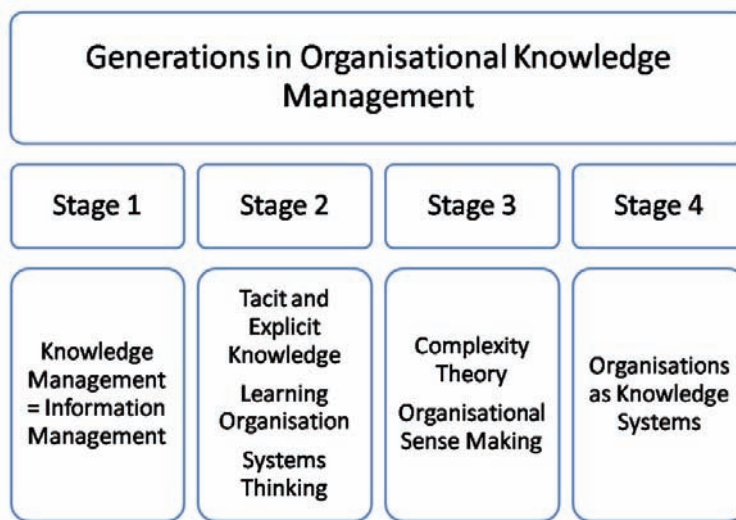 Generations in Organisational Knowledge
Management
Stage 1
Stage 2
Stage 3
Stage 4
Knowledge
Management
= Information
Management
Tacit and
Explicit
Knowledge
Learning
Organisation
Systems
Thinking
Complexity
Theory
Organisational
Sense Making
Organisations
as Knowledge
Systems